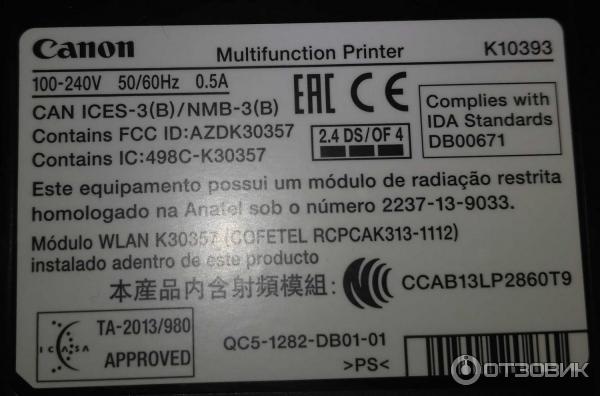 Canon Multifunction Printer K10393
100-240V 50/60Hz 0.5A
CAN ICES-3(B)/NMB-3(B)
Contains FCC ID:AZDK30357
Contains IC:498C-K30357
EAC CE
2.4 DS/OF 4
Complies with
IDA Standards
DB00671
Este equipamento possui um módulo de radiação restrita
homologado na Anatel sob o número 2237-13-9033.
Módulo WLAN K30357 (COFETEL RCPCAK313-1112)
instalado adentro de este producto
本產品内含射頻模組: CCAB13LP2860T9
ICASA
TA-2013/980
APPROVED
QC5-1282-DB01-01
>PS<
ОТЗОВИК